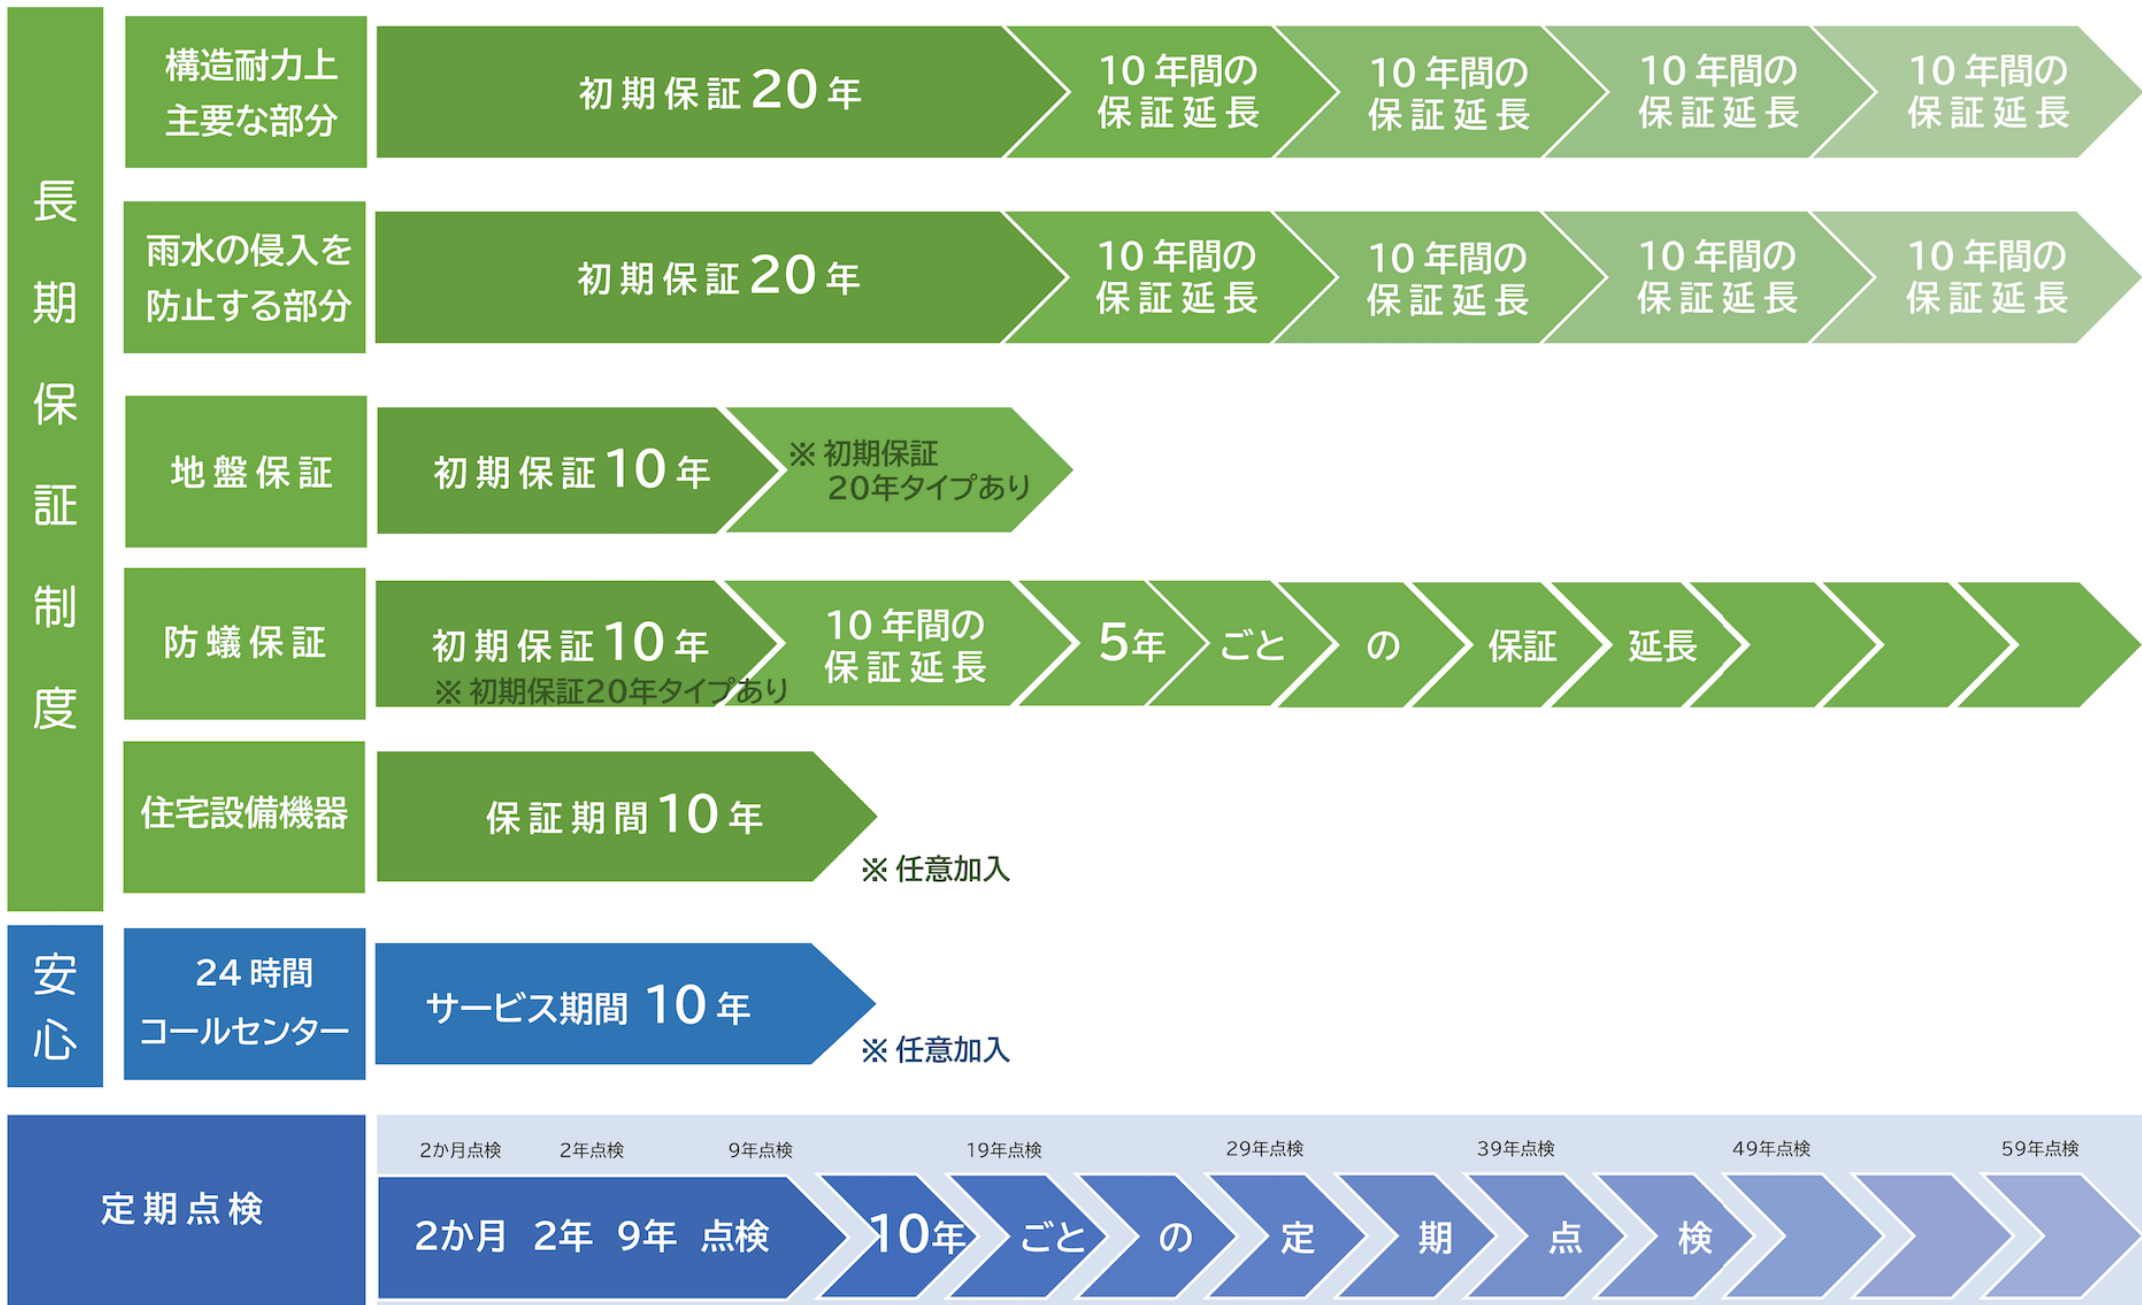 長期保証制度
構造耐力上
主要な部分
初期保証20年
10年間の
保証延長
10年間の
保証延長
10年間の
保証延長
10年間の
保証延長
雨水の侵入を
防止する部分
初期保証20年
10年間の
保証延長
10年間の
保証延長
10年間の
保証延長
10年間の
保証延長
地盤保証
初期保証10年
※初期保証
20年タイプあり
防蟻保証
初期保証10年
※初期保証20年タイプあり
10年間の
保証延長
5年ごとの保証延長
住宅設備機器
保証期間10年
※任意加入
安心
24時間
コールセンター
サービス期間 10年
※任意加入
定期点検
2か月点検 2年点検 9年点検 19年点検 29年点検 39年点検 49年点検 59年点検
2か月 2年 9年 点検 10年ごとの定期点検